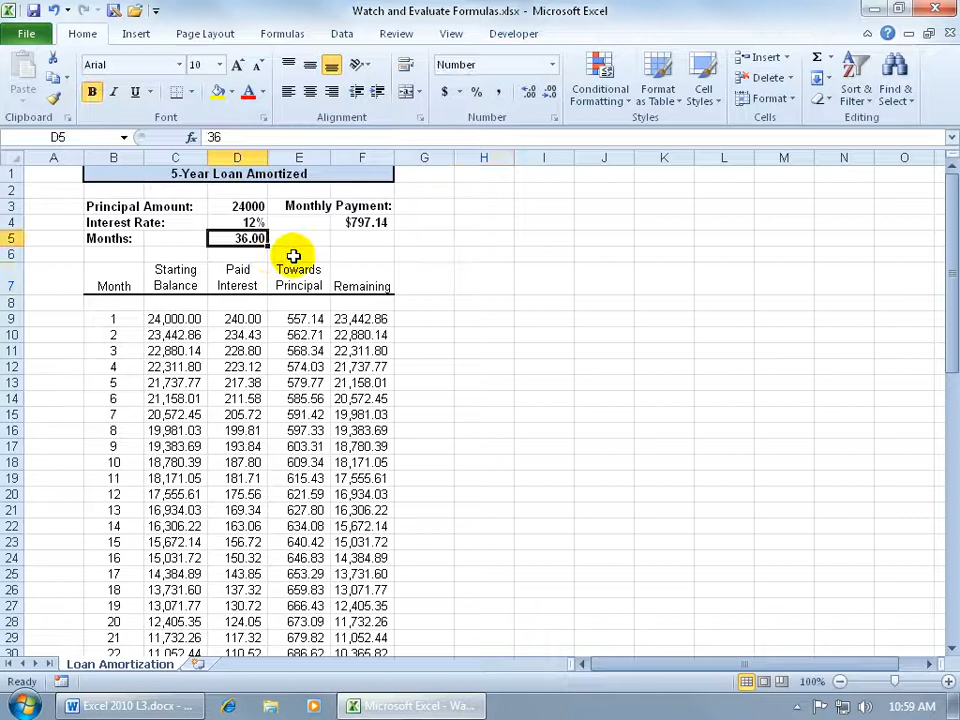 Watch and Evaluate Formulas.xlsx - Microsoft Excel
File Home Insert Page Layout Formulas Data Review View Developer
Paste Arial 10 A A Number Conditional Formatting Format as Table Cell Styles Insert Delete Format Σ Sort & Filter Find & Select
B I U A $ % ,
Clipboard Font Alignment Number Styles Cells Editing
D5 fx 36
A B C D E F G H I J K L M N O
1 5-Year Loan Amortized
2
3 Principal Amount: 24000 Monthly Payment:
4 Interest Rate: 12% $797.14
5 Months: 36.00
6
7 Month Starting Balance Paid Interest Towards Principal Remaining
8
9 1 24,000.00 240.00 557.14 23,442.86
10 2 23,442.86 234.43 562.71 22,880.14
11 3 22,880.14 228.80 568.34 22,311.80
12 4 22,311.80 223.12 574.03 21,737.77
13 5 21,737.77 217.38 579.77 21,158.01
14 6 21,158.01 211.58 585.56 20,572.45
15 7 20,572.45 205.72 591.42 19,981.03
16 8 19,981.03 199.81 597.33 19,383.69
17 9 19,383.69 193.84 603.31 18,780.39
18 10 18,780.39 187.80 609.34 18,171.05
19 11 18,171.05 181.71 615.43 17,555.61
20 12 17,555.61 175.56 621.59 16,934.03
21 13 16,934.03 169.34 627.80 16,306.22
22 14 16,306.22 163.06 634.08 15,672.14
23 15 15,672.14 156.72 640.42 15,031.72
24 16 15,031.72 150.32 646.83 14,384.89
25 17 14,384.89 143.85 653.29 13,731.60
26 18 13,731.60 137.32 659.83 13,071.77
27 19 13,071.77 130.72 666.43 12,405.35
28 20 12,405.35 124.05 673.09 11,732.26
29 21 11,732.26 117.32 679.82 11,052.44
30 22 11,052.44 110.52 686.62 10,365.82
Loan Amortization
Ready 100%
Excel 2010 L3.docx - ... Microsoft Excel - Wa... 10:59 AM